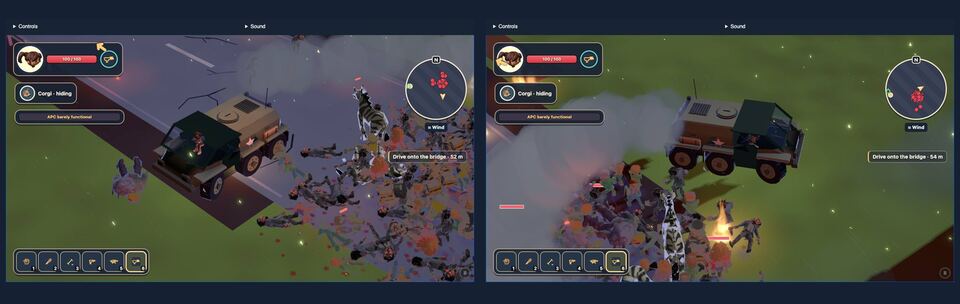 ▶ Controls
▶ Sound
100 / 100
Corgi · hiding
APC barely functional
N
Wind
Drive onto the bridge · 52 m
1 2 3 4 5 6
▶ Controls
▶ Sound
100 / 100
Corgi · hiding
APC barely functional
N
Wind
Drive onto the bridge · 54 m
1 2 3 4 5 6